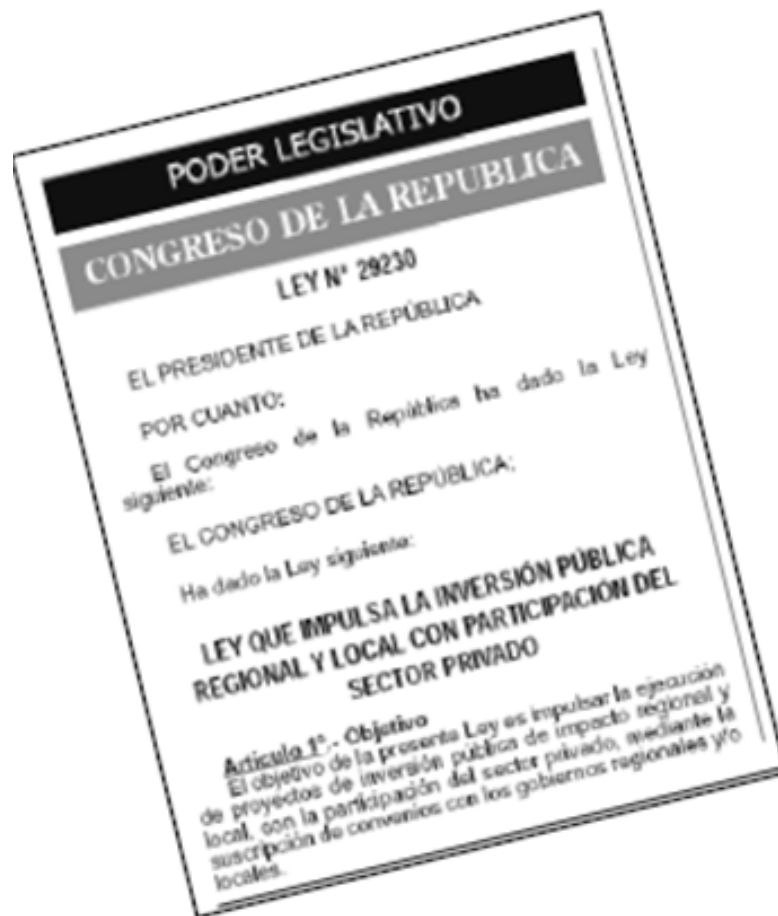 PODER LEGISLATIVO
CONGRESO DE LA REPUBLICA
LEY N° 29230
EL PRESIDENTE DE LA REPÚBLICA
POR CUANTO:
El Congreso de la República ha dado la Ley
siguiente:
EL CONGRESO DE LA REPÚBLICA;
Ha dado la Ley siguiente:
LEY QUE IMPULSA LA INVERSIÓN PÚBLICA
REGIONAL Y LOCAL CON PARTICIPACIÓN DEL
SECTOR PRIVADO
Artículo 1°.- Objetivo
El objetivo de la presente Ley es impulsar la ejecución
de proyectos de inversión pública de impacto regional y
local, con la participación del sector privado, mediante la
suscripción de convenios con los gobiernos regionales y/o
locales.